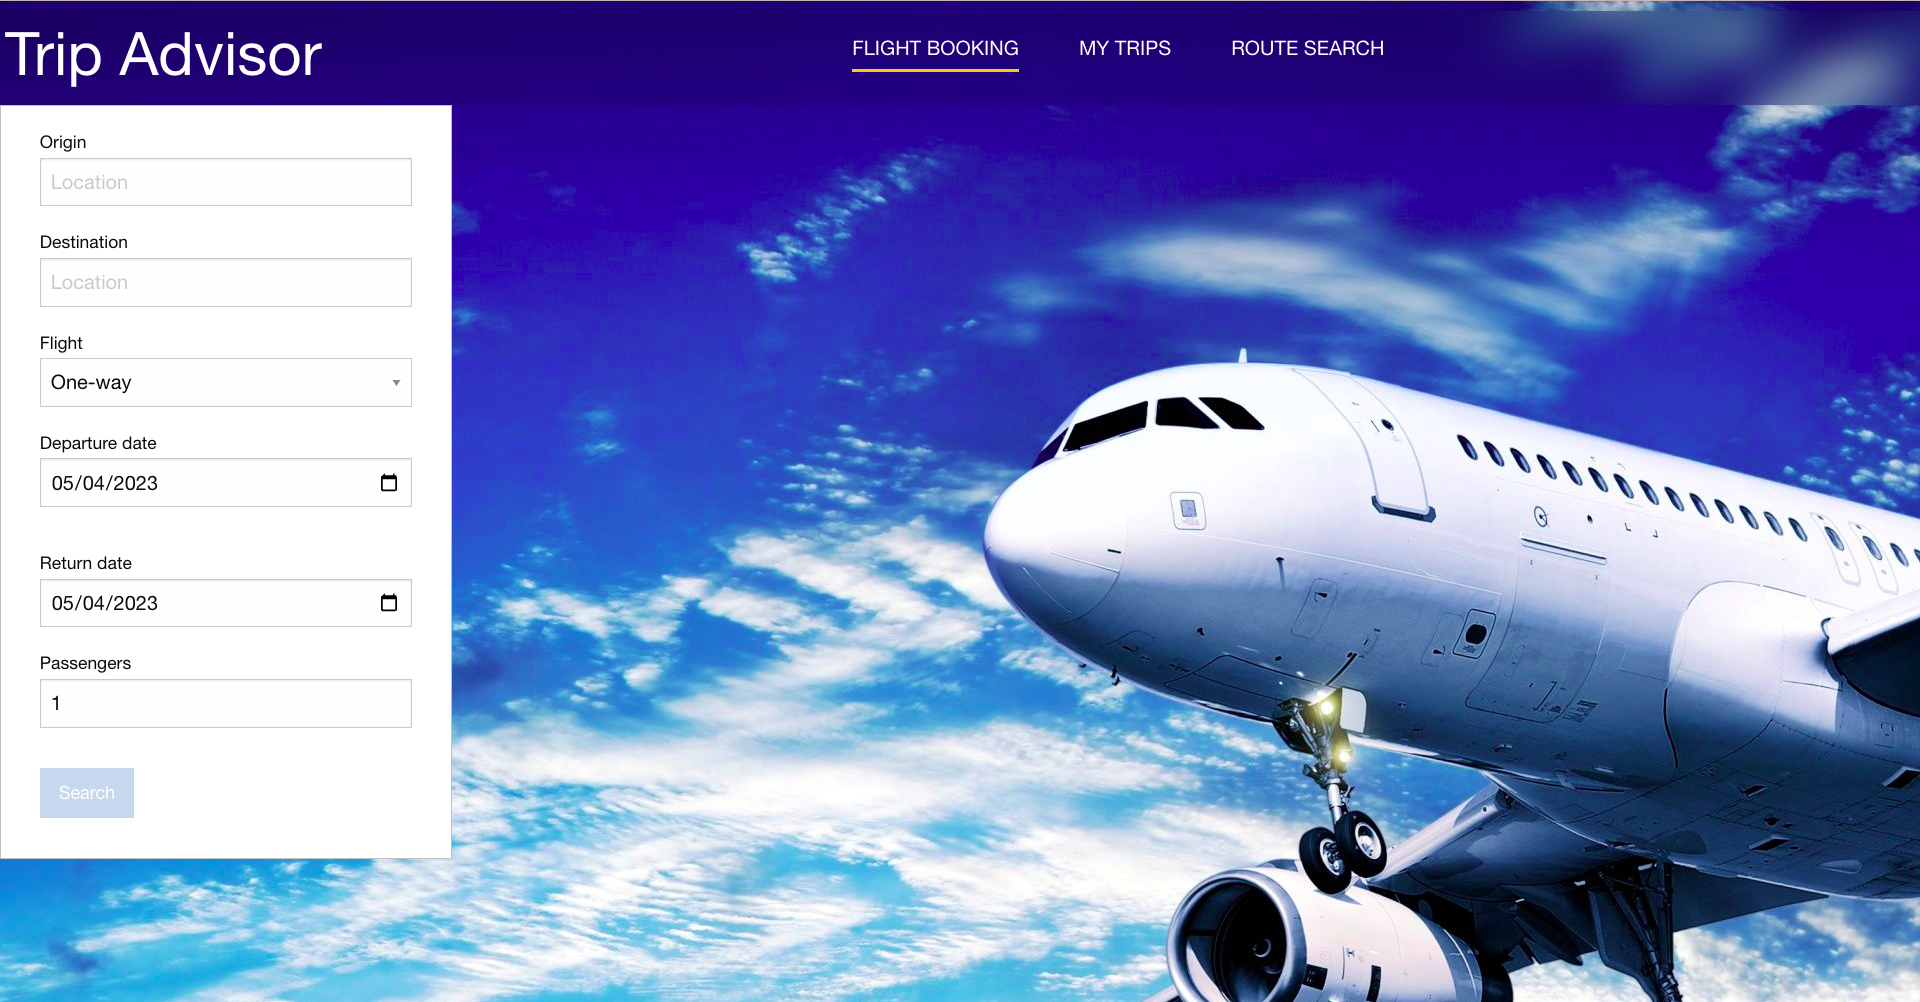 Trip Advisor
FLIGHT BOOKING
MY TRIPS
ROUTE SEARCH
Origin
Location
Destination
Location
Flight
One-way
Departure date
05/04/2023
Return date
05/04/2023
Passengers
1
Search